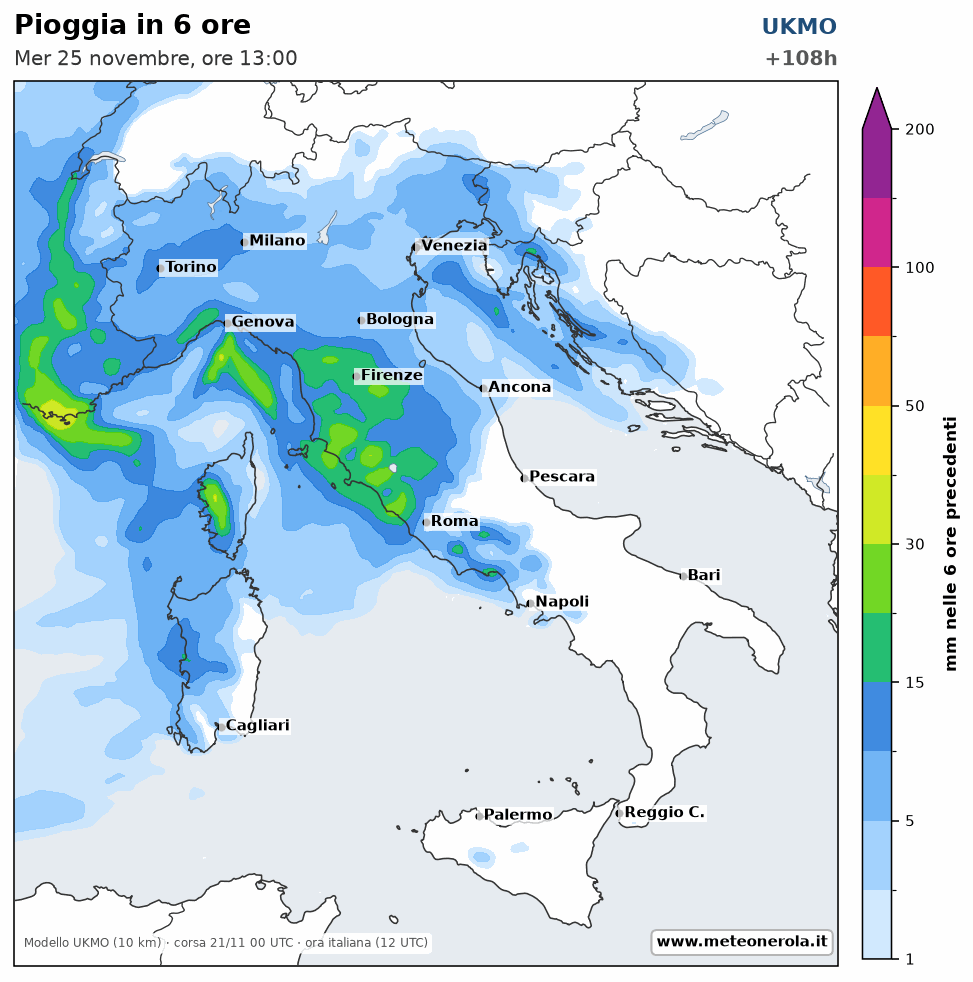 Pioggia in 6 ore
UKMO
Mer 25 novembre, ore 13:00
+108h
200
Milano
Venezia
Torino
100
Genova
Bologna
Firenze
Ancona
50
Pescara
Roma
30
Bari
Napoli
15
Cagliari
Palermo
Reggio C.
5
1
mm nelle 6 ore precedenti
Modello UKMO (10 km) · corsa 21/11 00 UTC · ora italiana (12 UTC)
www.meteonerola.it